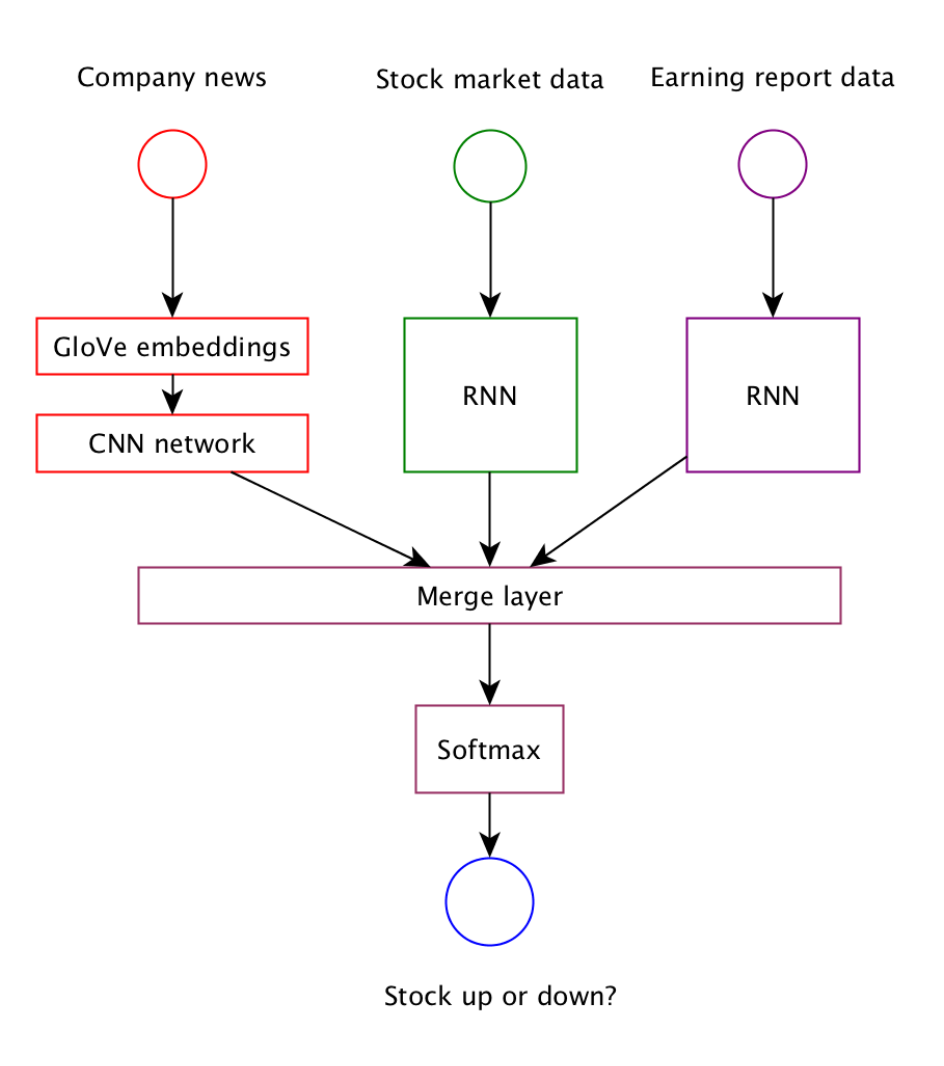 Company news
Stock market data
Earning report data
GloVe embeddings
CNN network
RNN
RNN
Merge layer
Softmax
Stock up or down?